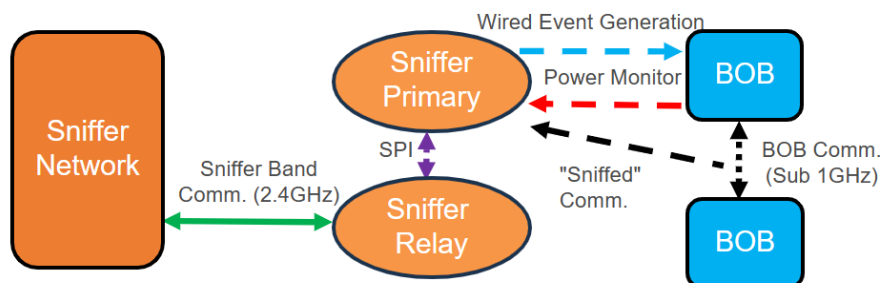 Wired Event Generation
Sniffer
Primary
BOB
Power Monitor
Sniffer
Network
SPI
Sniffer Band
Comm. (2.4GHz)
"Sniffed"
Comm.
BOB Comm.
(Sub 1GHz)
Sniffer
Relay
BOB